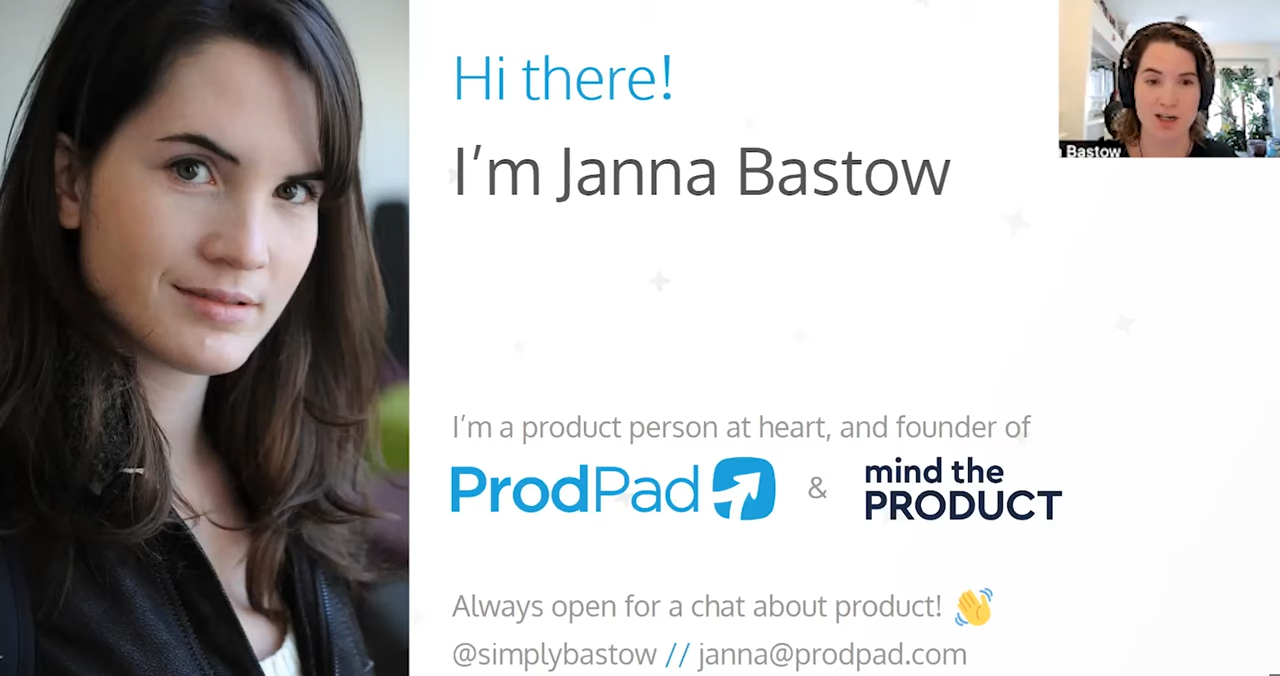 Hi there!
I'm Janna Bastow
Bastow
I'm a product person at heart, and founder of
ProdPad & mind the PRODUCT
Always open for a chat about product! 👋
@simplybastow // janna@prodpad.com